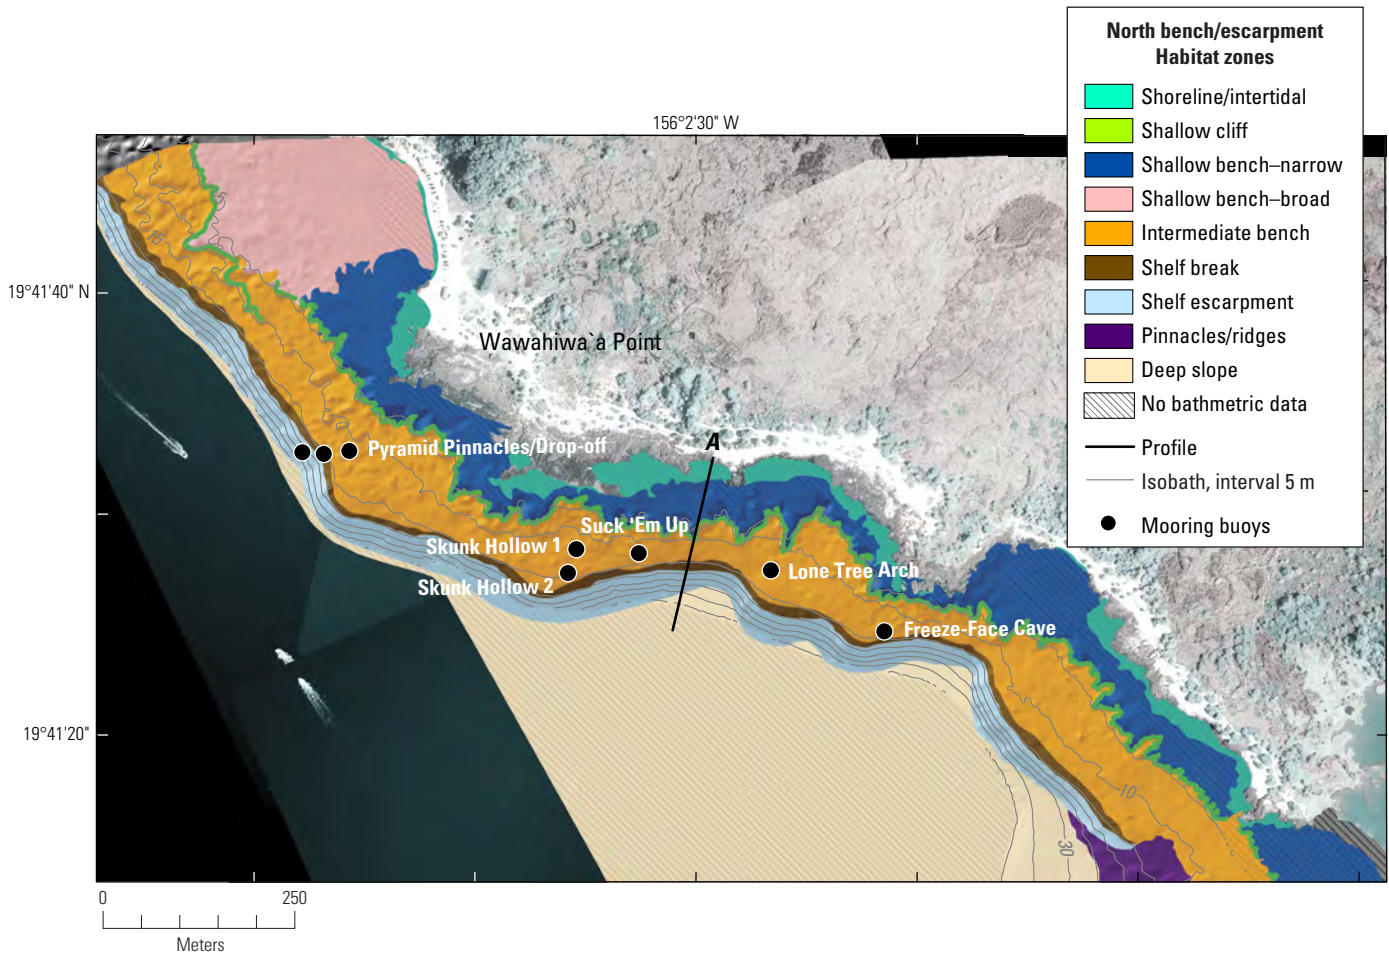 North bench/escarpment
Habitat zones
Shoreline/intertidal
Shallow cliff
Shallow bench–narrow
Shallow bench–broad
Intermediate bench
Shelf break
Shelf escarpment
Pinnacles/ridges
Deep slope
No bathmetric data
Profile
Isobath, interval 5 m
Mooring buoys
156°2'30" W
19°41'40" N
Wawahiwa`a Point
A
Pyramid Pinnacles/Drop-off
Suck 'Em Up
Skunk Hollow 1
Skunk Hollow 2
Lone Tree Arch
Freeze-Face Cave
19°41'20"
10
30
0 250
Meters